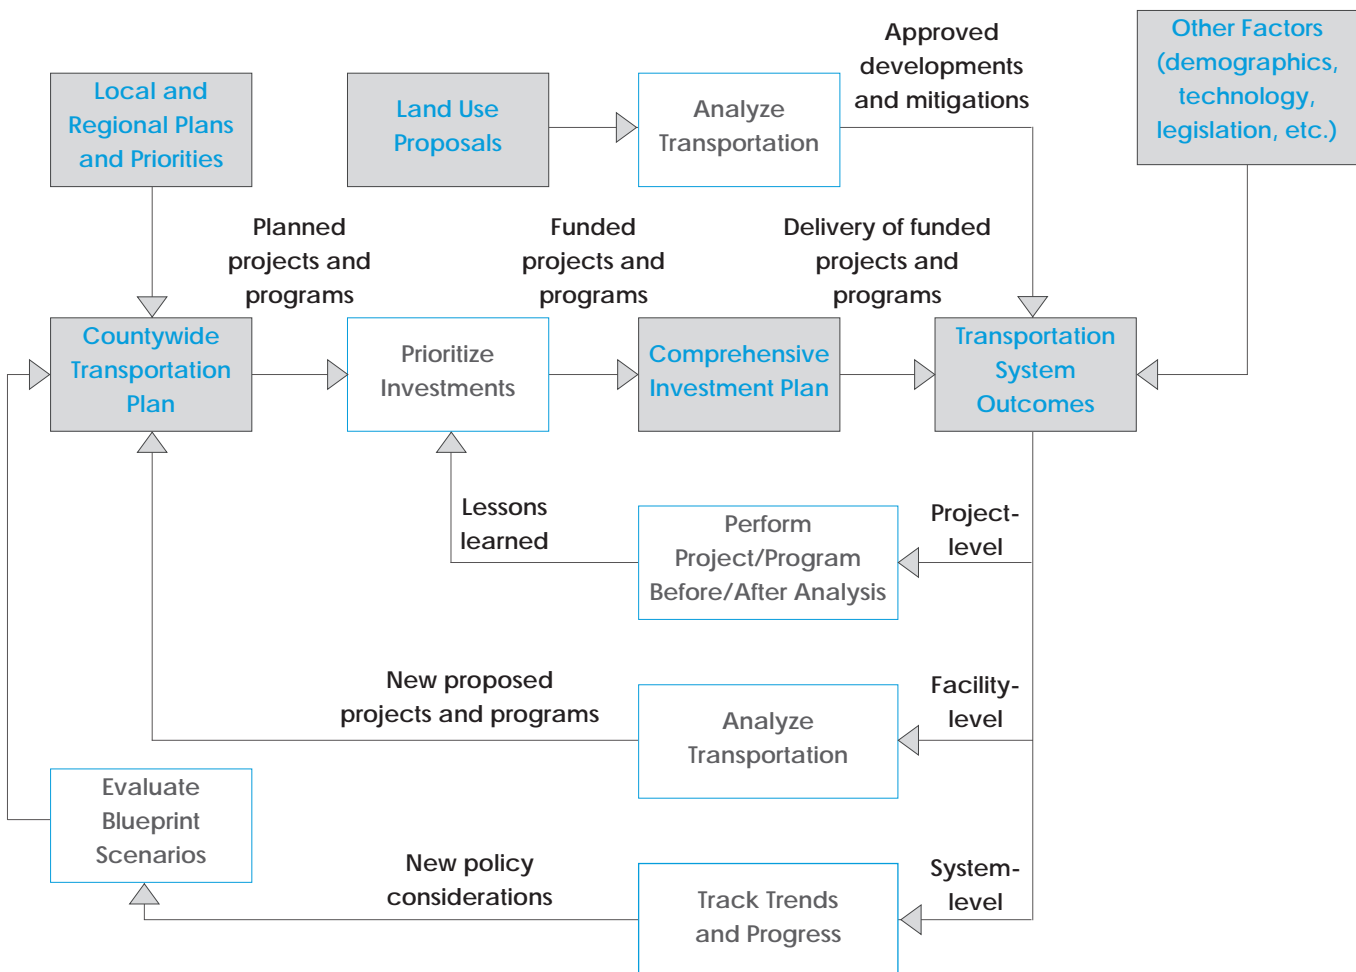 Approved
developments
and mitigations
Other Factors
(demographics,
technology,
legislation, etc.)
Local and
Regional Plans
and Priorities
Land Use
Proposals
Analyze
Transportation
Planned
projects and
programs
Funded
projects and
programs
Delivery of funded
projects and
programs
Countywide
Transportation
Plan
Prioritize
Investments
Comprehensive
Investment Plan
Transportation
System
Outcomes
Lessons
learned
Perform
Project/Program
Before/After Analysis
Project-
level
New proposed
projects and programs
Analyze
Transportation
Facility-
level
Evaluate
Blueprint
Scenarios
New policy
considerations
Track Trends
and Progress
System-
level